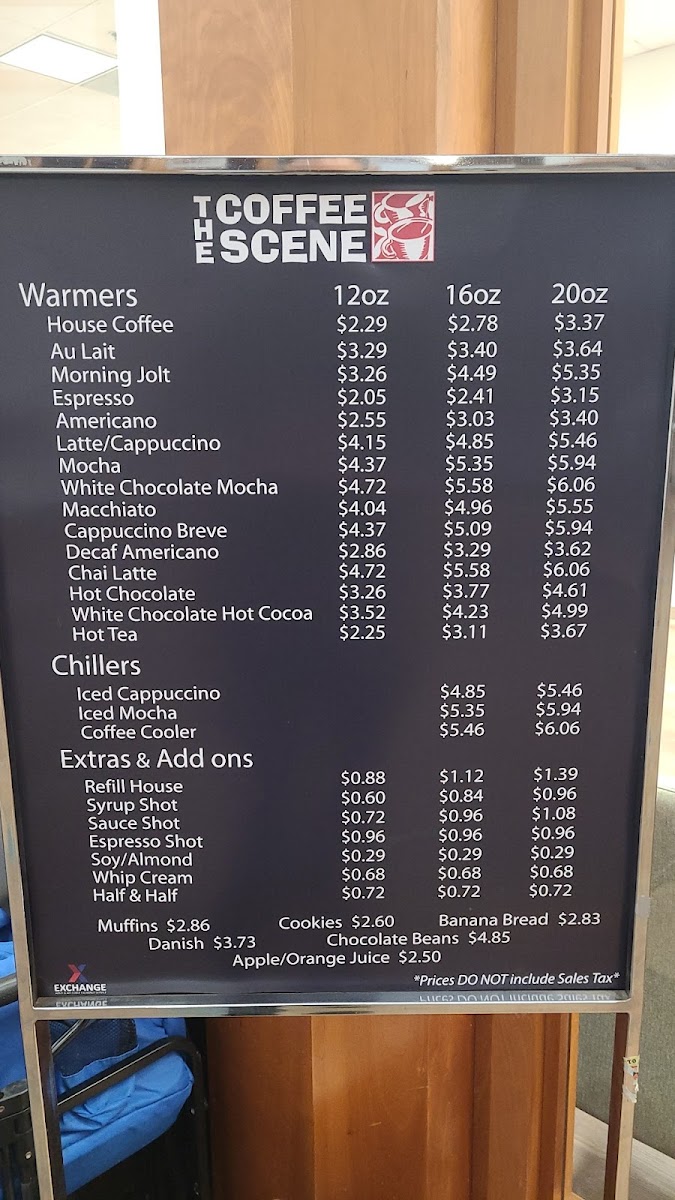 THE COFFEE SCENE
Warmers 12oz 16oz 20oz
House Coffee $2.29 $2.78 $3.37
Au Lait $3.29 $3.40 $3.64
Morning Jolt $3.26 $4.49 $5.35
Espresso $2.05 $2.41 $3.15
Americano $2.55 $3.03 $3.40
Latte/Cappuccino $4.15 $4.85 $5.46
Mocha $4.37 $5.35 $5.94
White Chocolate Mocha $4.72 $5.58 $6.06
Macchiato $4.04 $4.96 $5.55
Cappuccino Breve $4.37 $5.09 $5.94
Decaf Americano $2.86 $3.29 $3.62
Chai Latte $4.72 $5.58 $6.06
Hot Chocolate $3.26 $3.77 $4.61
White Chocolate Hot Cocoa $3.52 $4.23 $4.99
Hot Tea $2.25 $3.11 $3.67
Chillers
Iced Cappuccino $4.85 $5.46
Iced Mocha $5.35 $5.94
Coffee Cooler $5.46 $6.06
Extras & Add ons
Refill House $0.88 $1.12 $1.39
Syrup Shot $0.60 $0.84 $0.96
Sauce Shot $0.72 $0.96 $1.08
Espresso Shot $0.96 $0.96 $0.96
Soy/Almond $0.29 $0.29 $0.29
Whip Cream $0.68 $0.68 $0.68
Half & Half $0.72 $0.72 $0.72
Muffins $2.86 Cookies $2.60 Banana Bread $2.83
Danish $3.73 Chocolate Beans $4.85
Apple/Orange Juice $2.50
X
EXCHANGE
*Prices DO NOT include Sales Tax*